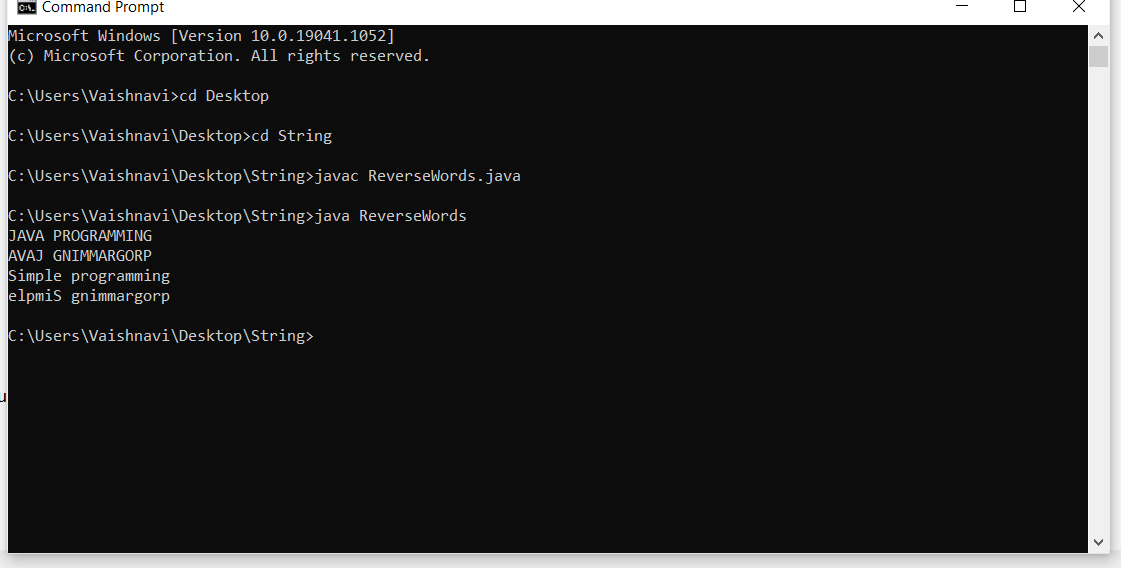 Command Prompt
Microsoft Windows [Version 10.0.19041.1052]
(c) Microsoft Corporation. All rights reserved.
C:\Users\Vaishnavi>cd Desktop
C:\Users\Vaishnavi\Desktop>cd String
C:\Users\Vaishnavi\Desktop\String>javac ReverseWords.java
C:\Users\Vaishnavi\Desktop\String>java ReverseWords
JAVA PROGRAMMING
AVAJ GNIMMARGORP
Simple programming
elpmiS gnimmargorp
C:\Users\Vaishnavi\Desktop\String>